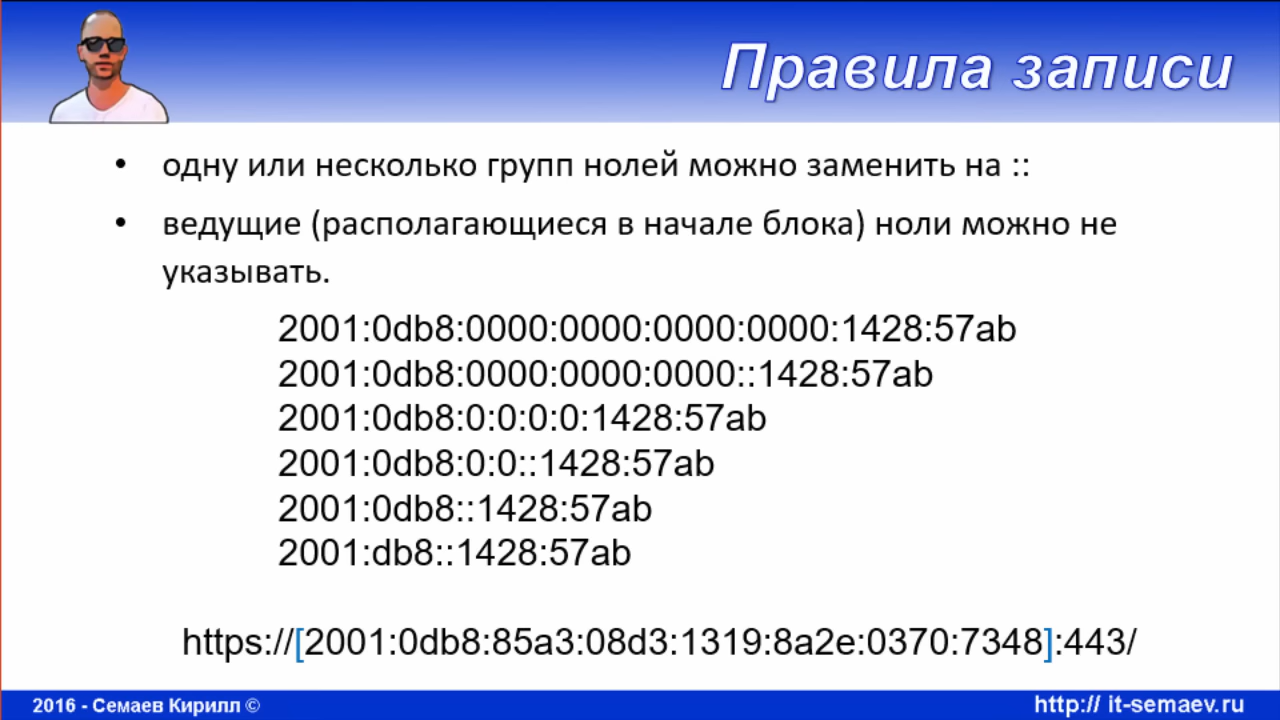 Правила записи
• одну или несколько групп нолей можно заменить на ::
• ведущие (располагающиеся в начале блока) ноли можно не
указывать.
2001:0db8:0000:0000:0000:0000:1428:57ab
2001:0db8:0000:0000:0000::1428:57ab
2001:0db8:0:0:0:0:1428:57ab
2001:0db8:0:0::1428:57ab
2001:0db8::1428:57ab
2001:db8::1428:57ab
https://[2001:0db8:85a3:08d3:1319:8a2e:0370:7348]:443/
2016 - Семаев Кирилл ©
http:// it-semaev.ru